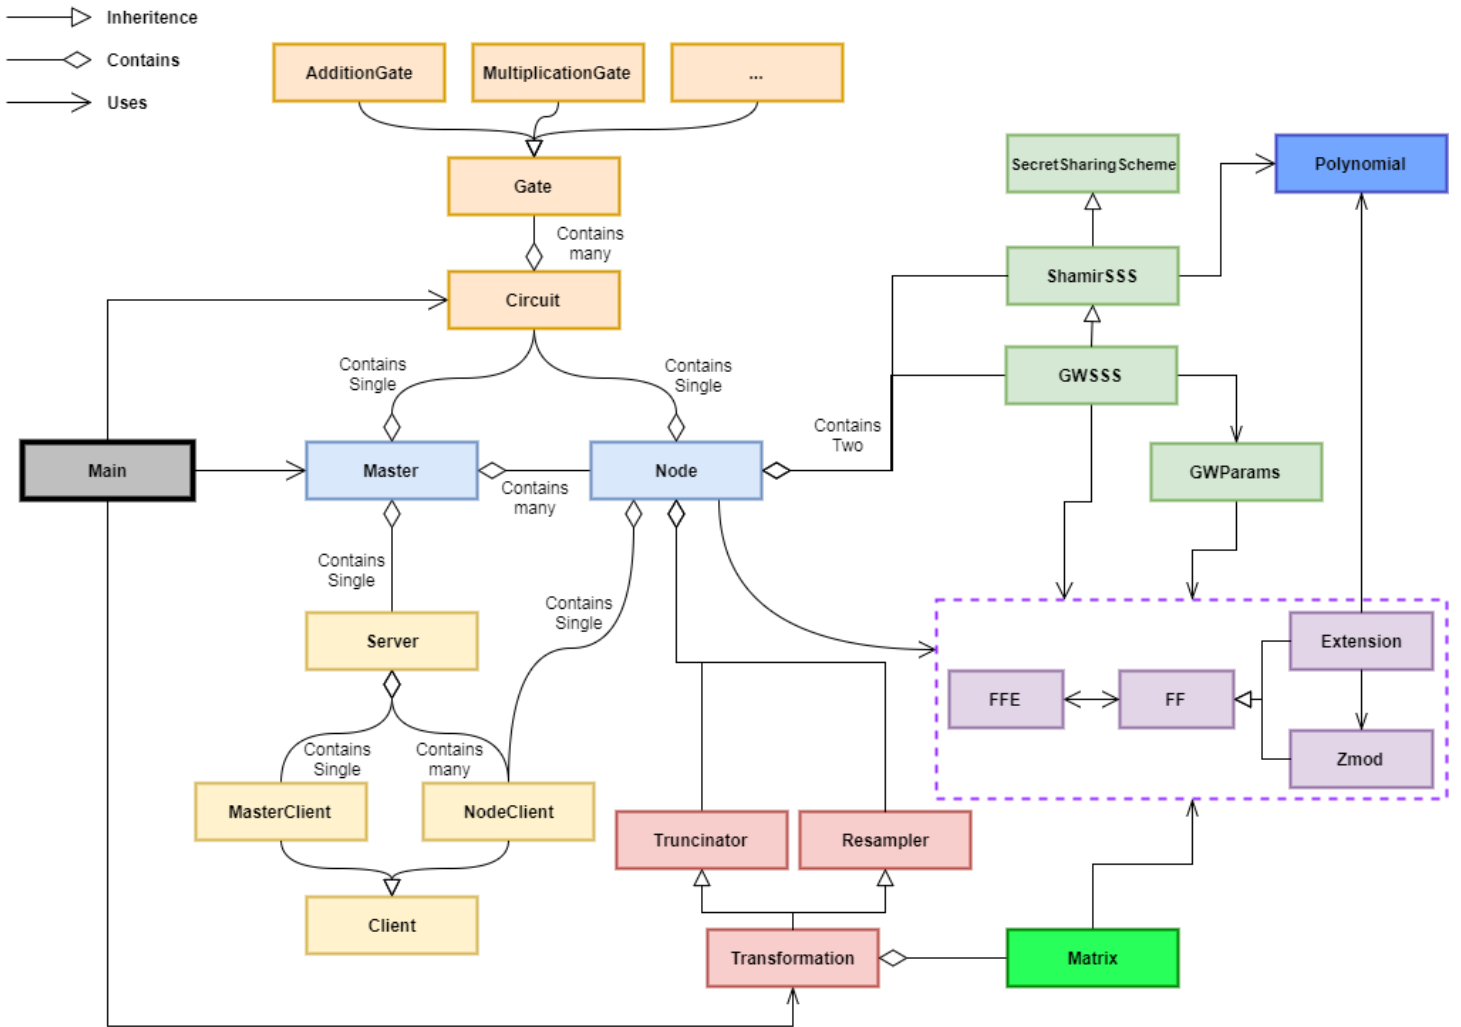 Inheritence
Contains
Uses
AdditionGate
MultiplicationGate
...
Gate
Contains
many
Circuit
SecretSharingScheme
Polynomial
ShamirSSS
GWSSS
GWParams
Contains
Single
Contains
Single
Contains
Two
Main
Master
Contains
many
Node
Contains
Single
Server
Contains
Single
Contains
Single
Contains
many
MasterClient
NodeClient
Client
Extension
FFE
FF
Zmod
Truncinator
Resampler
Transformation
Matrix